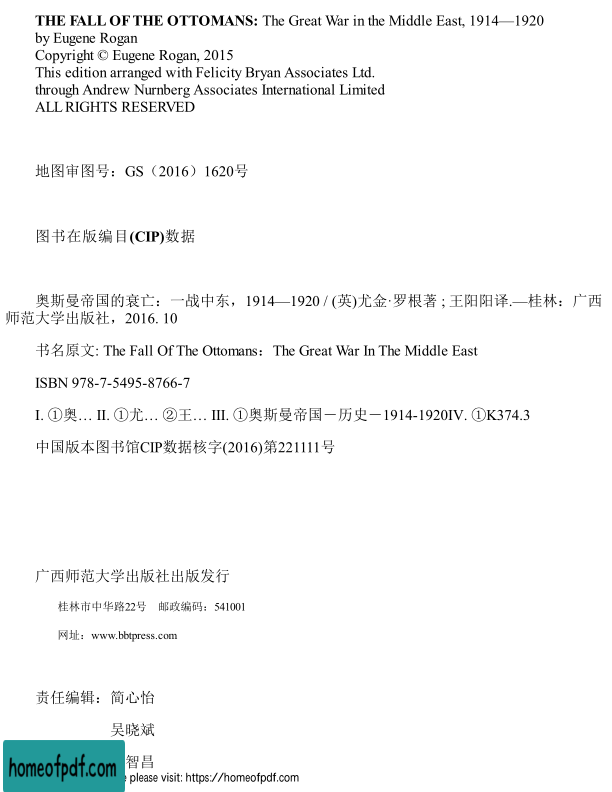 THE FALL OF THE OTTOMANS: The Great War in the Middle East, 1914—1920
by Eugene Rogan
Copyright © Eugene Rogan, 2015
This edition arranged with Felicity Bryan Associates Ltd.
through Andrew Nurnberg Associates International Limited
ALL RIGHTS RESERVED
地图审图号：GS（2016）1620号
图书在版编目(CIP)数据
奥斯曼帝国的衰亡：一战中东，1914—1920 / (英)尤金·罗根著 ; 王阳阳译.—桂林：广西
师范大学出版社，2016. 10
书名原文: The Fall Of The Ottomans：The Great War In The Middle East
ISBN 978-7-5495-8766-7
I. ①奥… II. ①尤… ②王… III. ①奥斯曼帝国－历史－1914-1920IV. ①K374.3
中国版本图书馆CIP数据核字(2016)第221111号
广西师范大学出版社出版发行
桂林市中华路22号　邮政编码：541001
网址：www.bbtpress.com
责任编辑：简心怡
吴晓斌
智昌
homeofpdf.com
please visit: https://homeofpdf.com